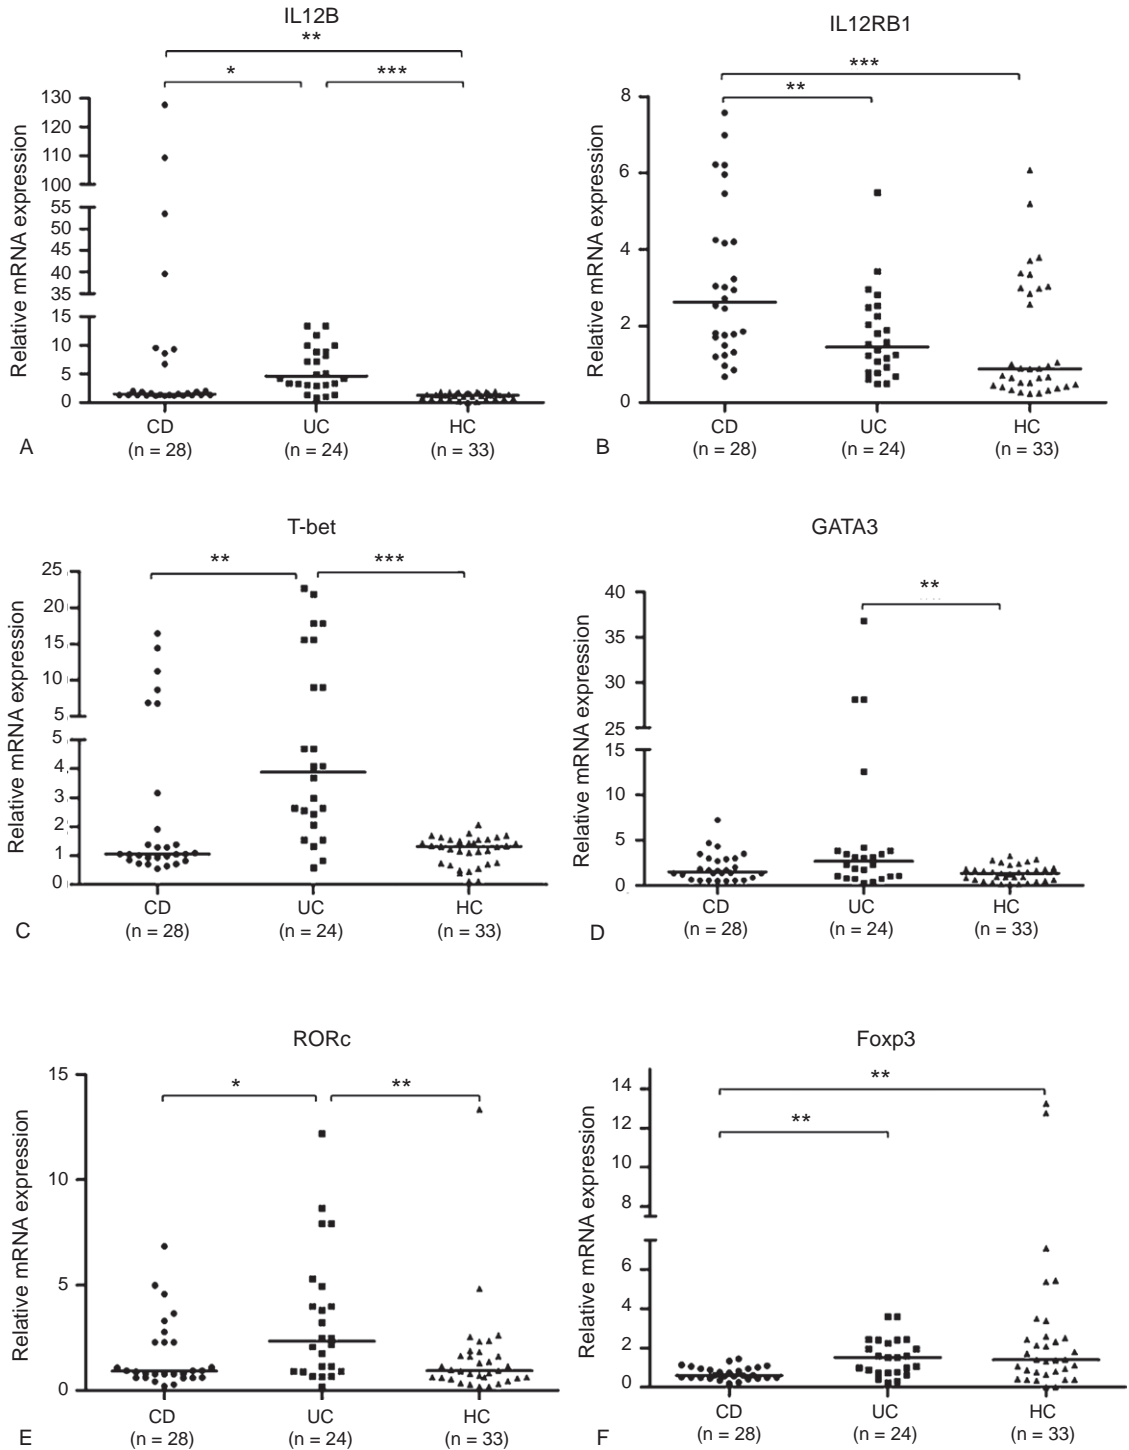 IL12B
**
*
***
Relative mRNA expression
130
120
110
100
55
50
45
40
35
15
10
5
0
CD
(n = 28)
UC
(n = 24)
HC
(n = 33)
A
IL12RB1
***
**
Relative mRNA expression
8
6
4
2
0
CD
(n = 28)
UC
(n = 24)
HC
(n = 33)
B
T-bet
**
***
Relative mRNA expression
25
20
15
10
5
5
4
3
2
1
0
CD
(n = 28)
UC
(n = 24)
HC
(n = 33)
C
GATA3
**
Relative mRNA expression
40
35
30
25
15
10
5
0
CD
(n = 28)
UC
(n = 24)
HC
(n = 33)
D
RORc
*
**
Relative mRNA expression
15
10
5
0
CD
(n = 28)
UC
(n = 24)
HC
(n = 33)
E
Foxp3
**
**
Relative mRNA expression
14
12
10
8
6
4
2
0
CD
(n = 28)
UC
(n = 24)
HC
(n = 33)
F